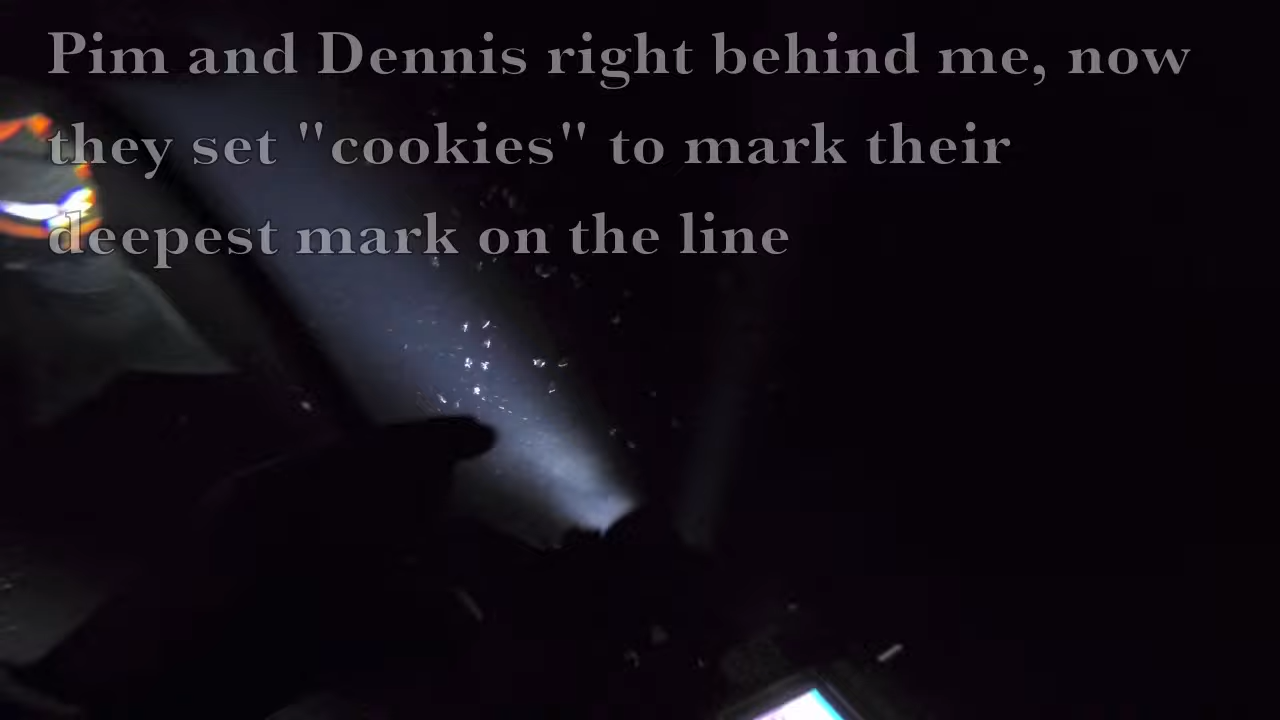 Pim and Dennis right behind me, now
they set "cookies" to mark their
deepest mark on the line